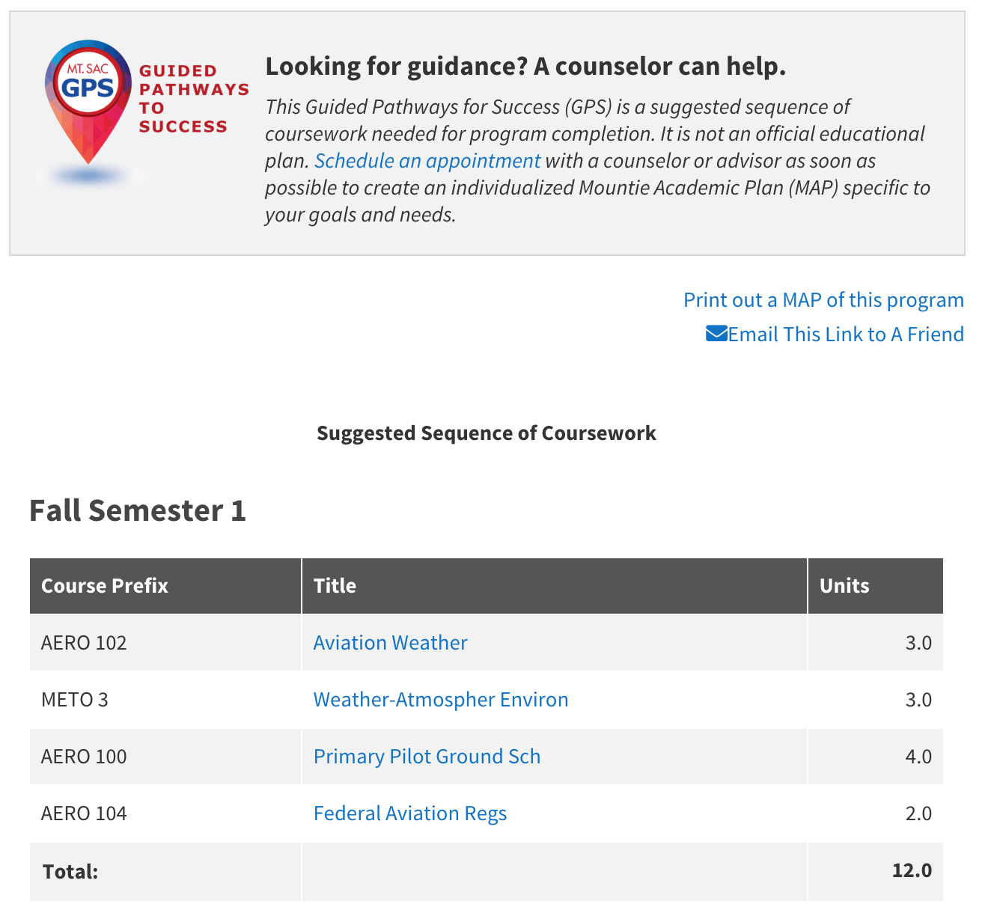 MT. SAC
GPS
GUIDED
PATHWAYS
TO
SUCCESS
Looking for guidance? A counselor can help.
This Guided Pathways for Success (GPS) is a suggested sequence of
coursework needed for program completion. It is not an official educational
plan. Schedule an appointment with a counselor or advisor as soon as
possible to create an individualized Mountie Academic Plan (MAP) specific to
your goals and needs.
Print out a MAP of this program
Email This Link to A Friend
Suggested Sequence of Coursework
Fall Semester 1
Course Prefix Title Units
AERO 102 Aviation Weather 3.0
METO 3 Weather-Atmospher Environ 3.0
AERO 100 Primary Pilot Ground Sch 4.0
AERO 104 Federal Aviation Regs 2.0
Total: 12.0